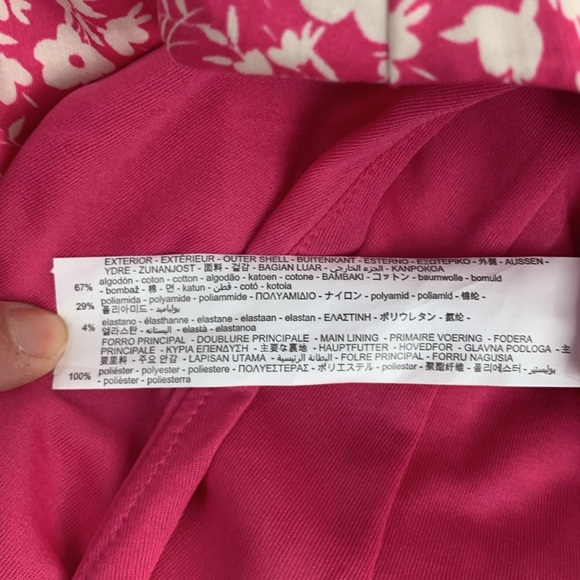 EXTERIOR - EXTÉRIEUR - OUTER SHELL - BUITENKANT - ESTERNO - ΕΞΩΤΕΡΙΚΟ - 外側 - AUSSEN -
YDRE - ZUNANJOST - 面料 - 겉감 - BAGIAN LUAR - الجزء الخارجي - KANPOKOA
67% algodón - coton - cotton - algodão - katoen - cotone - ΒΑΜΒΑΚΙ - コットン - baumwolle - bomuld
- bombaž - 棉 - 면 - katun - قطن - cotó - kotoia
29% poliamida - polyamide - poliammide - ΠΟΛΥΑΜΙΔΙΟ - ナイロン - polyamid - poliamid - 锦纶
- 폴리아미드 - بولياميد
4% elastano - élasthanne - elastane - elastaan - elastan - ΕΛΑΣΤΙΝΗ - ポリウレタン - 氨纶
- 엘라스탄 - اليستانه - elastà - elastanoa
FORRO PRINCIPAL - DOUBLURE PRINCIPALE - MAIN LINING - PRIMAIRE VOERING - FODERA
PRINCIPALE - ΚΥΡΙΑ ΕΠΕΝΔΥΣΗ - 主要な裏地 - HAUPTFUTTER - HOVEDFOR - GLAVNA PODLOGA - 主
要里料 - 주요 안감 - LAPISAN UTAMA - البطانة الرئيسية - FOLRE PRINCIPAL - FORRU NAGUSIA
100% poliéster - polyester - poliestere - ΠΟΛΥΕΣΤΕΡΑΣ - ポリエステル - poliester - 聚酯纤维 - 폴리에스터 - بوليستير
- polièster - poliesterra